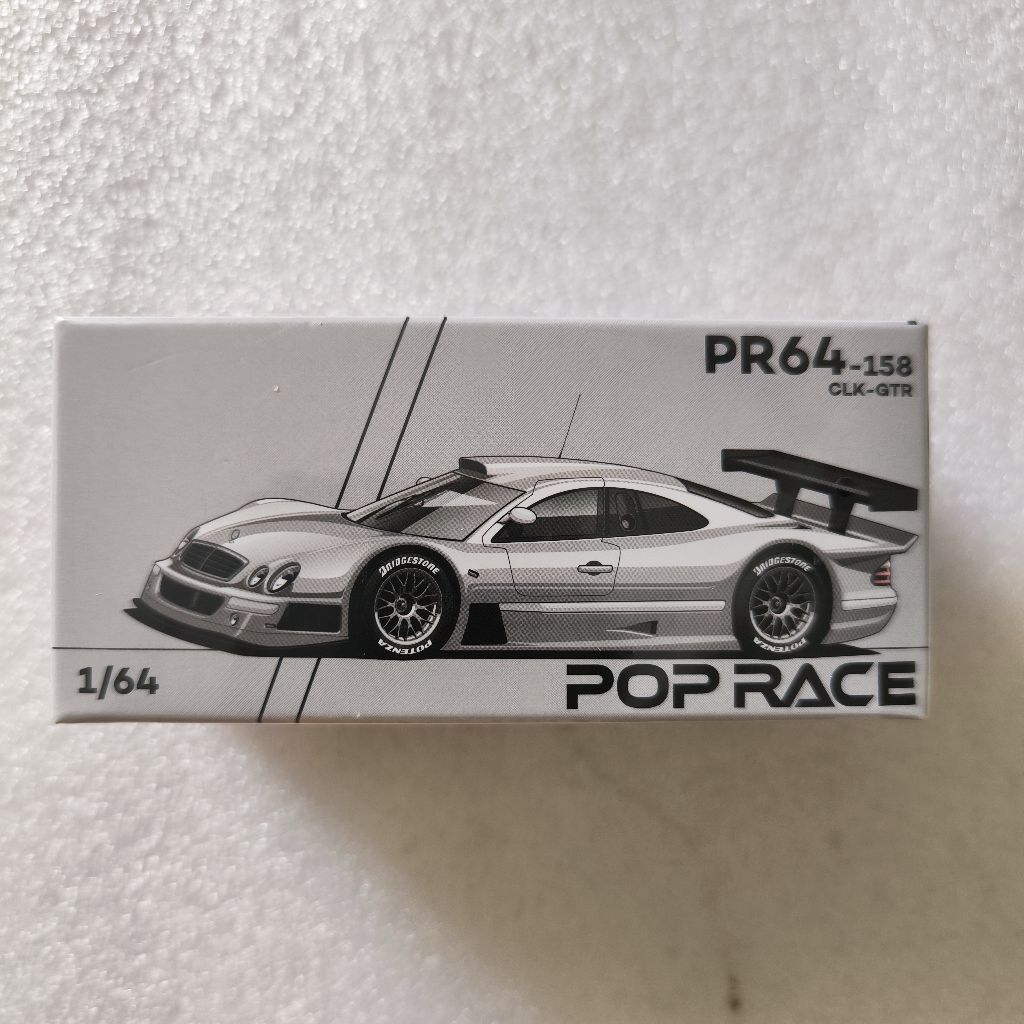 PR64-158
CLK-GTR
BRIDGESTONE
BRIDGESTONE
POTENZA
POTENZA
1/64
POP RACE